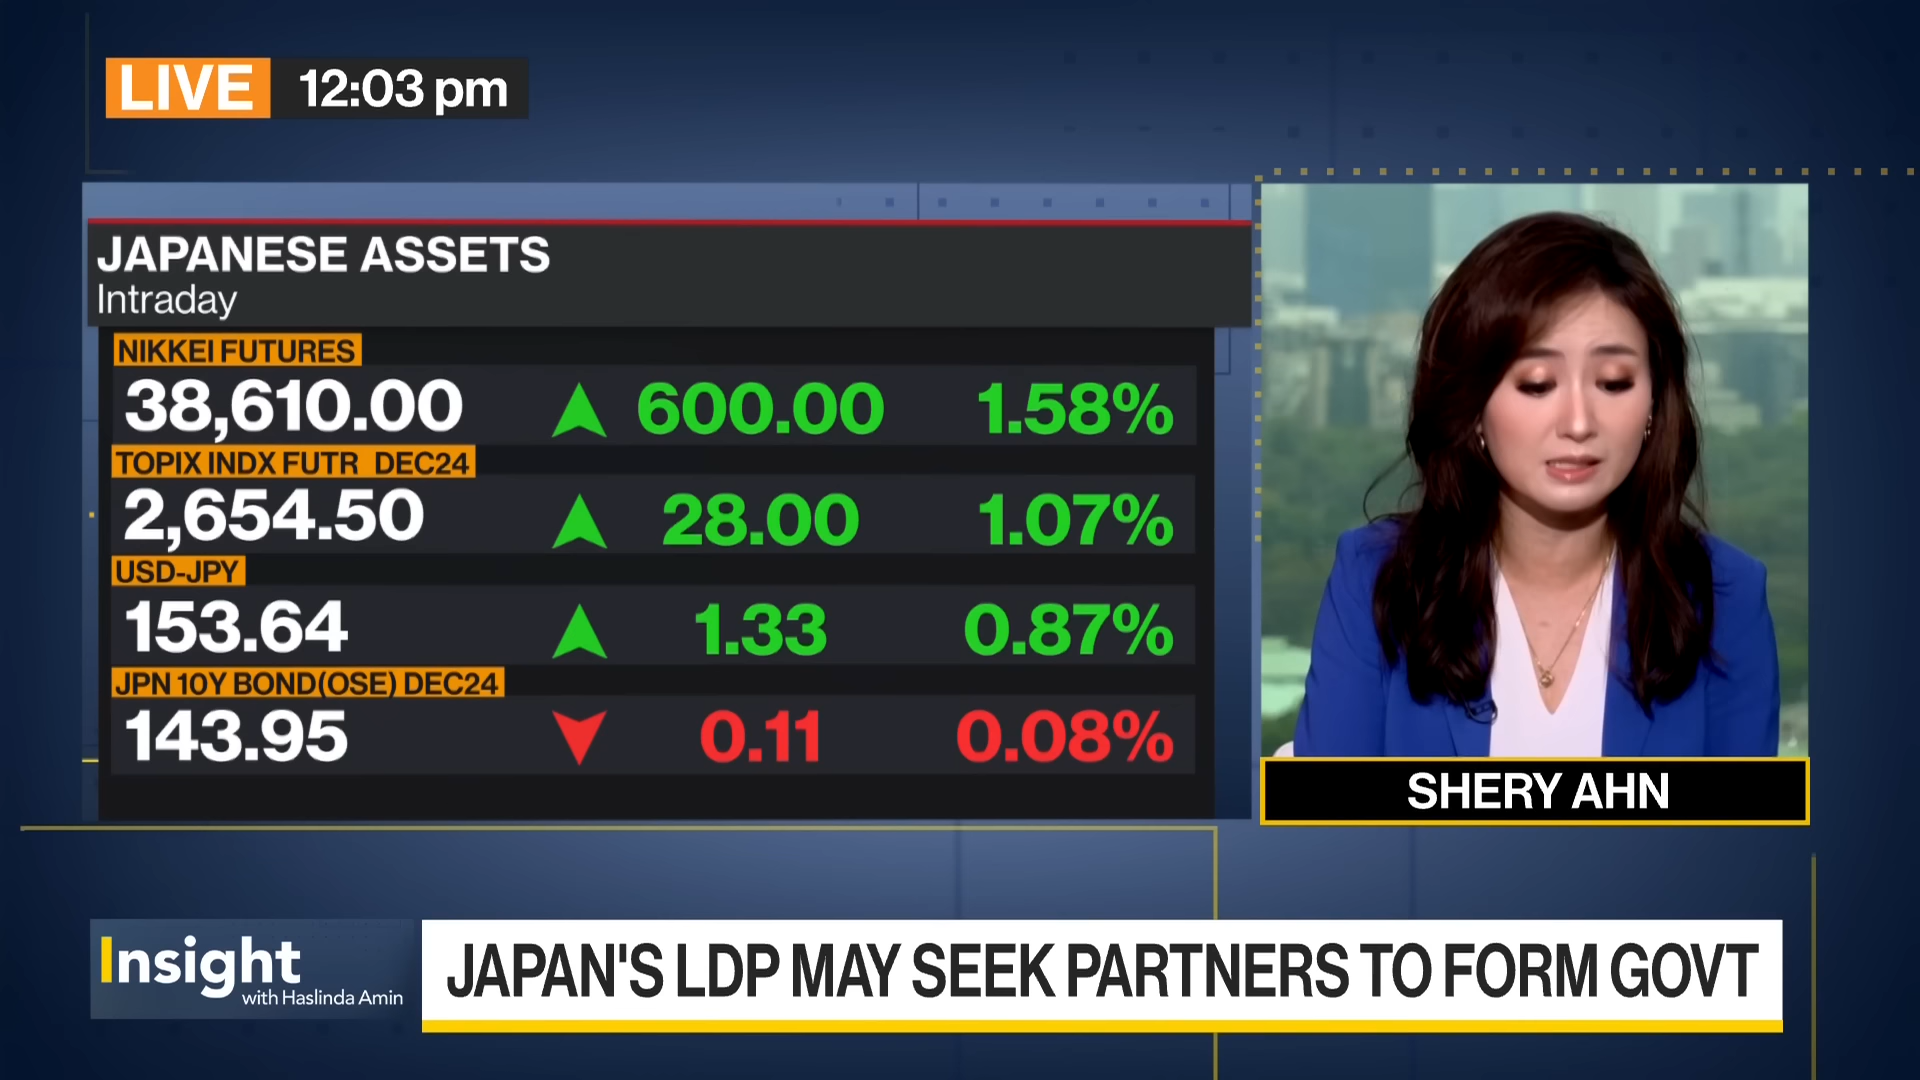 LIVE 12:03 pm
JAPANESE ASSETS
Intraday
NIKKEI FUTURES
38,610.00 ▲ 600.00 1.58%
TOPIX INDX FUTR DEC24
2,654.50 ▲ 28.00 1.07%
USD-JPY
153.64 ▲ 1.33 0.87%
JPN 10Y BOND(OSE) DEC24
143.95 ▼ 0.11 0.08%
SHERY AHN
Insight
with Haslinda Amin
JAPAN'S LDP MAY SEEK PARTNERS TO FORM GOVT